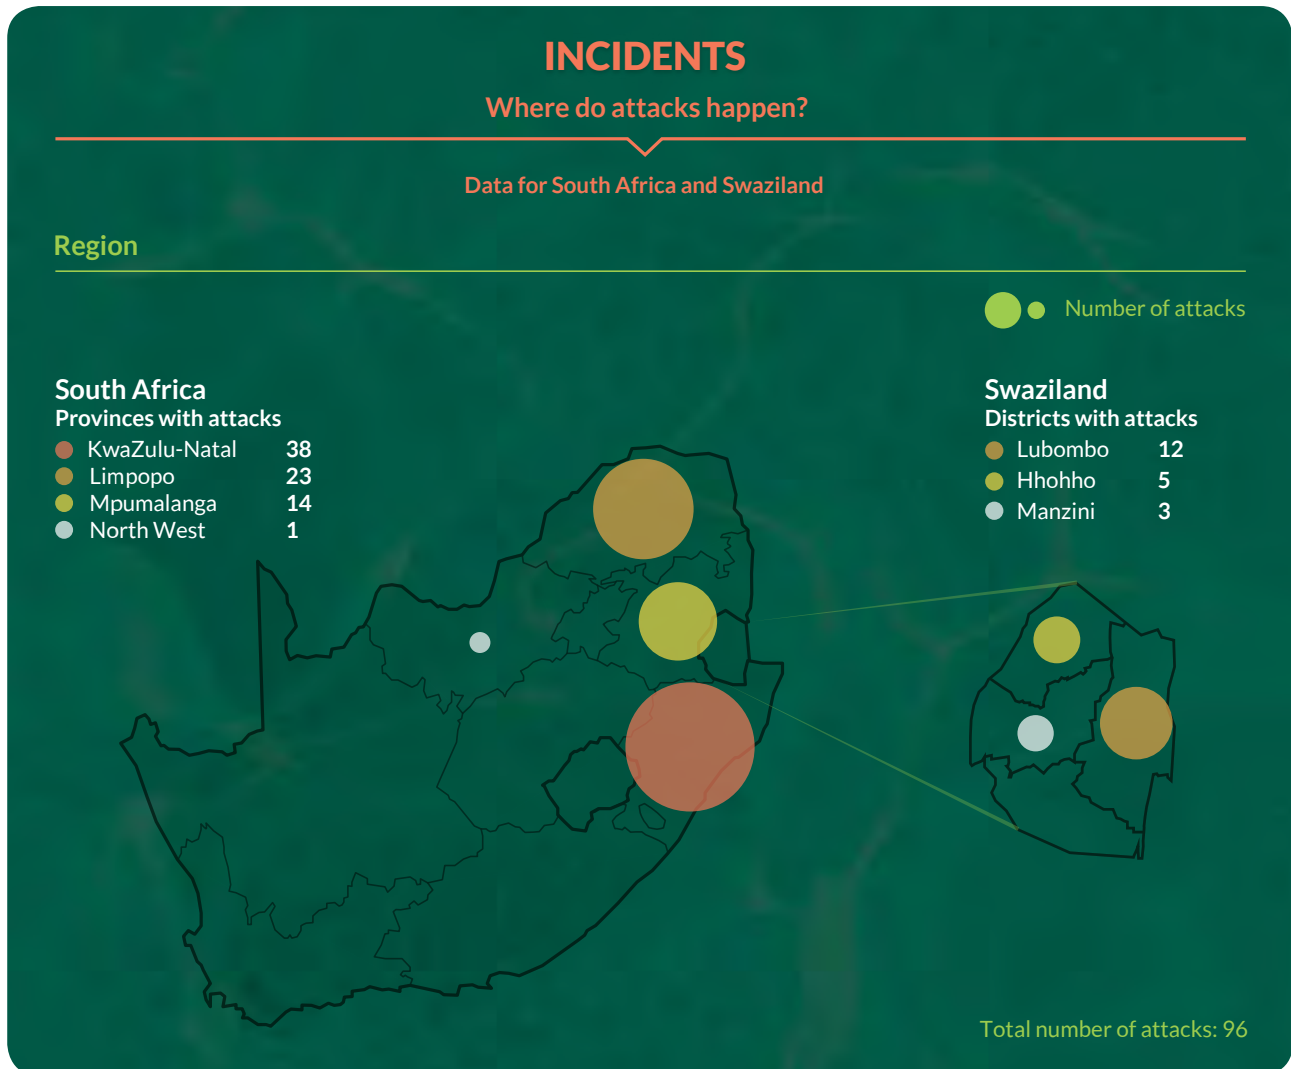 INCIDENTS
Where do attacks happen?
Data for South Africa and Swaziland
Region
Number of attacks
South Africa
Provinces with attacks
KwaZulu-Natal 38
Limpopo 23
Mpumalanga 14
North West 1
Swaziland
Districts with attacks
Lubombo 12
Hhohho 5
Manzini 3
Total number of attacks: 96